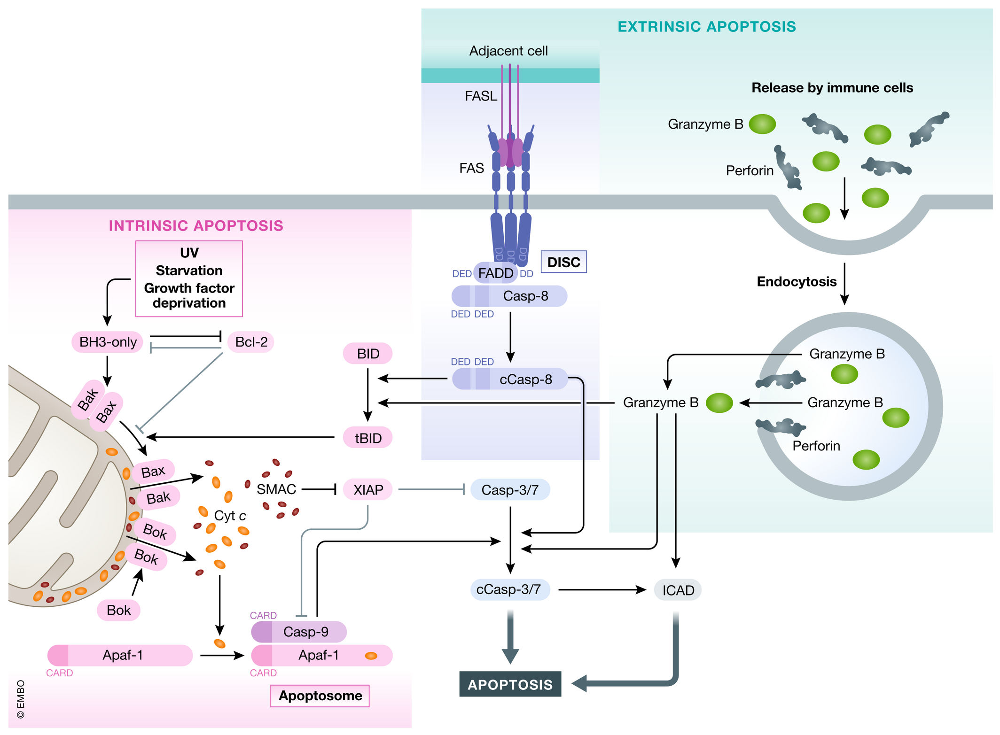 EXTRINSIC APOPTOSIS
Adjacent cell
FASL
FAS
Release by immune cells
Granzyme B
Perforin
INTRINSIC APOPTOSIS
UV
Starvation
Growth factor
deprivation
DD
DD
DD
DISC
DED
FADD
DD
Casp-8
DED DED
Endocytosis
BH3-only
Bcl-2
BID
DED DED
cCasp-8
Granzyme B
Bak
Bax
Granzyme B
Granzyme B
tBID
Perforin
Bax
Bak
SMAC
XIAP
Casp-3/7
Cyt c
Bok
Bok
Bok
cCasp-3/7
ICAD
CARD
Casp-9
Apaf-1
Apaf-1
CARD
CARD
Apoptosome
APOPTOSIS
© EMBO